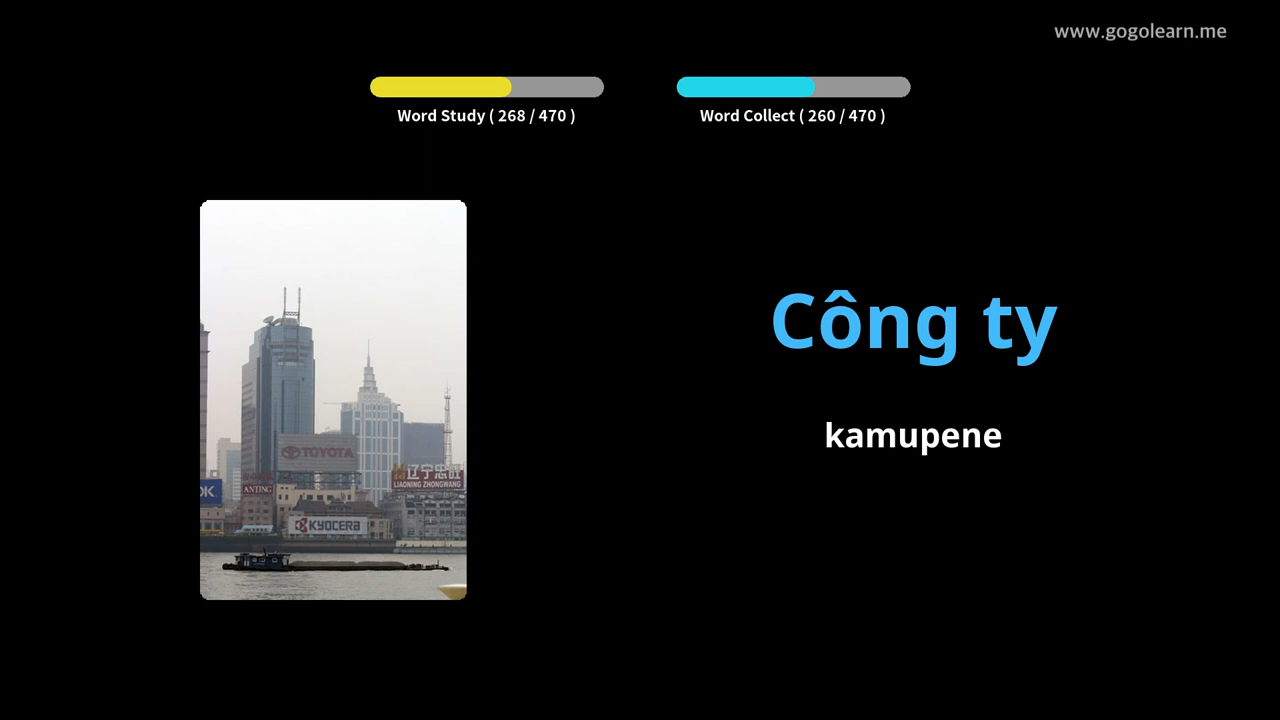 www.gogolearn.me
Word Study ( 268 / 470 )
Word Collect ( 260 / 470 )
Công ty
kamupene
TOYOTA
辽宁忠旺
LIAONING ZHONGWANG
OK
ANTING
KYOCERA